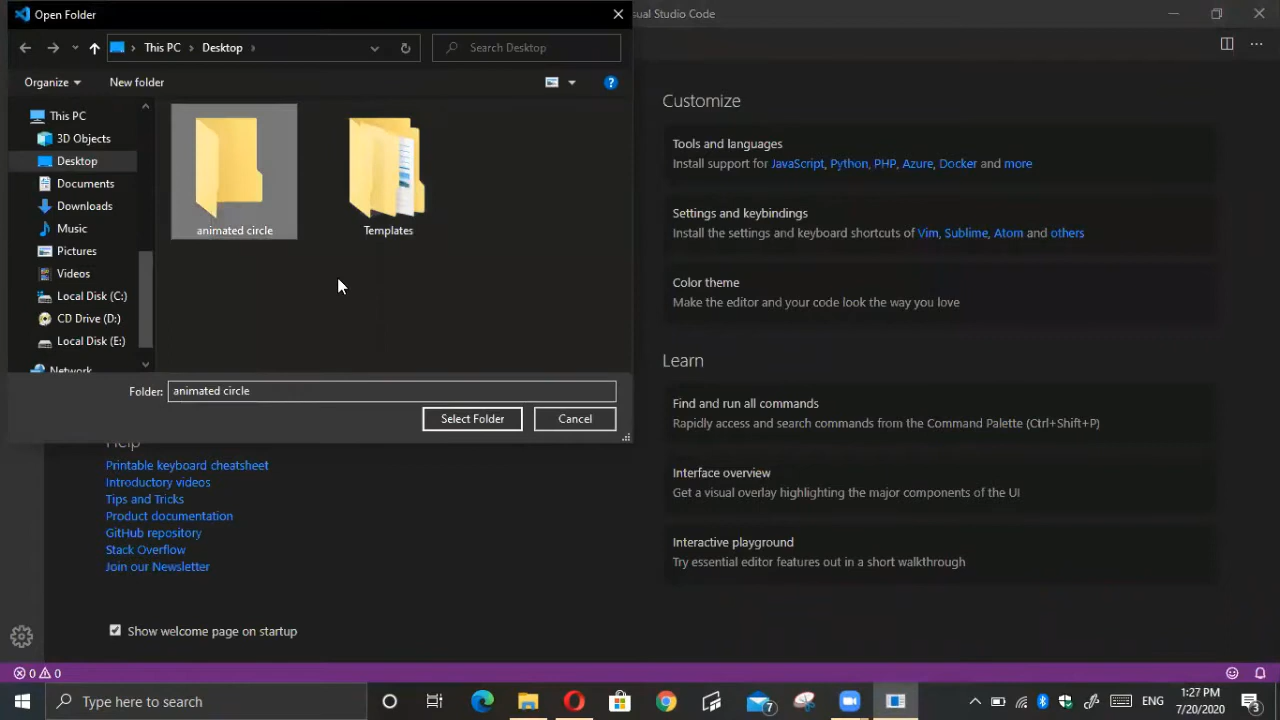 Open Folder
sual Studio Code
This PC
Desktop
Search Desktop
Organize
New folder
This PC
3D Objects
Desktop
Documents
Downloads
Music
Pictures
Videos
Local Disk (C:)
CD Drive (D:)
Local Disk (E:)
Network
animated circle
Templates
Folder:
animated circle
Select Folder
Cancel
Customize
Tools and languages
Install support for JavaScript, Python, PHP, Azure, Docker and more
Settings and keybindings
Install the settings and keyboard shortcuts of Vim, Sublime, Atom and others
Color theme
Make the editor and your code look the way you love
Learn
Find and run all commands
Rapidly access and search commands from the Command Palette (Ctrl+Shift+P)
Interface overview
Get a visual overlay highlighting the major components of the UI
Interactive playground
Try essential editor features out in a short walkthrough
Help
Printable keyboard cheatsheet
Introductory videos
Tips and Tricks
Product documentation
GitHub repository
Stack Overflow
Join our Newsletter
Show welcome page on startup
0 0
Type here to search
7
ENG
1:27 PM
7/20/2020
3